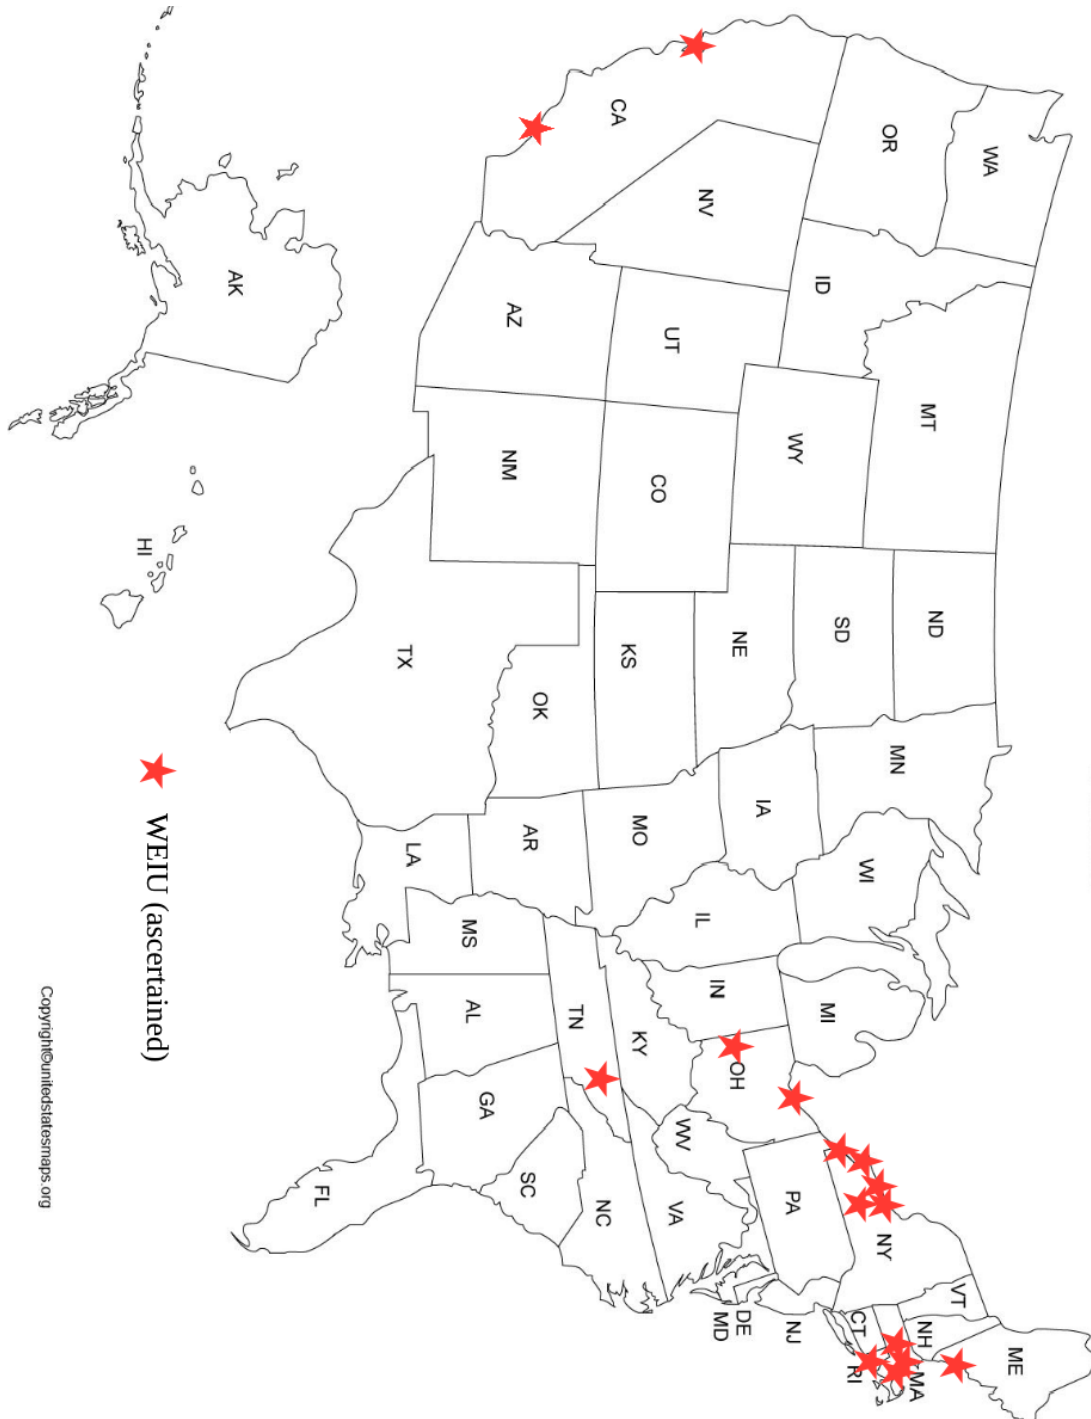 WA
OR
CA
NV
ID
MT
WY
UT
AZ
CO
NM
ND
SD
NE
KS
OK
TX
MN
IA
MO
AR
LA
WI
IL
MI
IN
OH
KY
TN
MS
AL
GA
FL
SC
NC
VA
WV
PA
NY
VT
NH
ME
MA
RI
CT
NJ
DE
MD
AK
HI
WEIU (ascertained)
Copyright©unitedstatesmaps.org